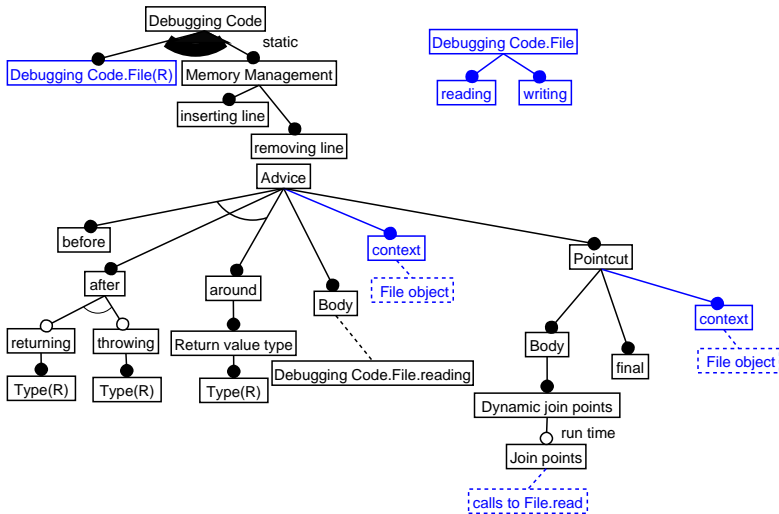 Debugging Code
static
Debugging Code.File(R)
Memory Management
inserting line
removing line
Debugging Code.File
reading
writing
Advice
before
after
returning
throwing
Type(R)
Type(R)
around
Return value type
Type(R)
Body
Debugging Code.File.reading
context
File object
Pointcut
Body
final
context
File object
Dynamic join points
run time
Join points
calls to File.read